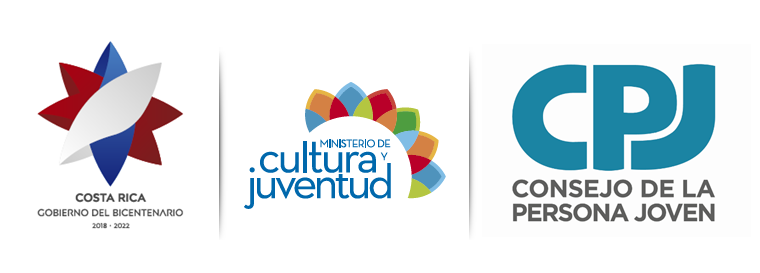 COSTA RICA
GOBIERNO DEL BICENTENARIO
2018 - 2022
MINISTERIO DE
cultura y
juventud
CPJ
CONSEJO DE LA
PERSONA JOVEN